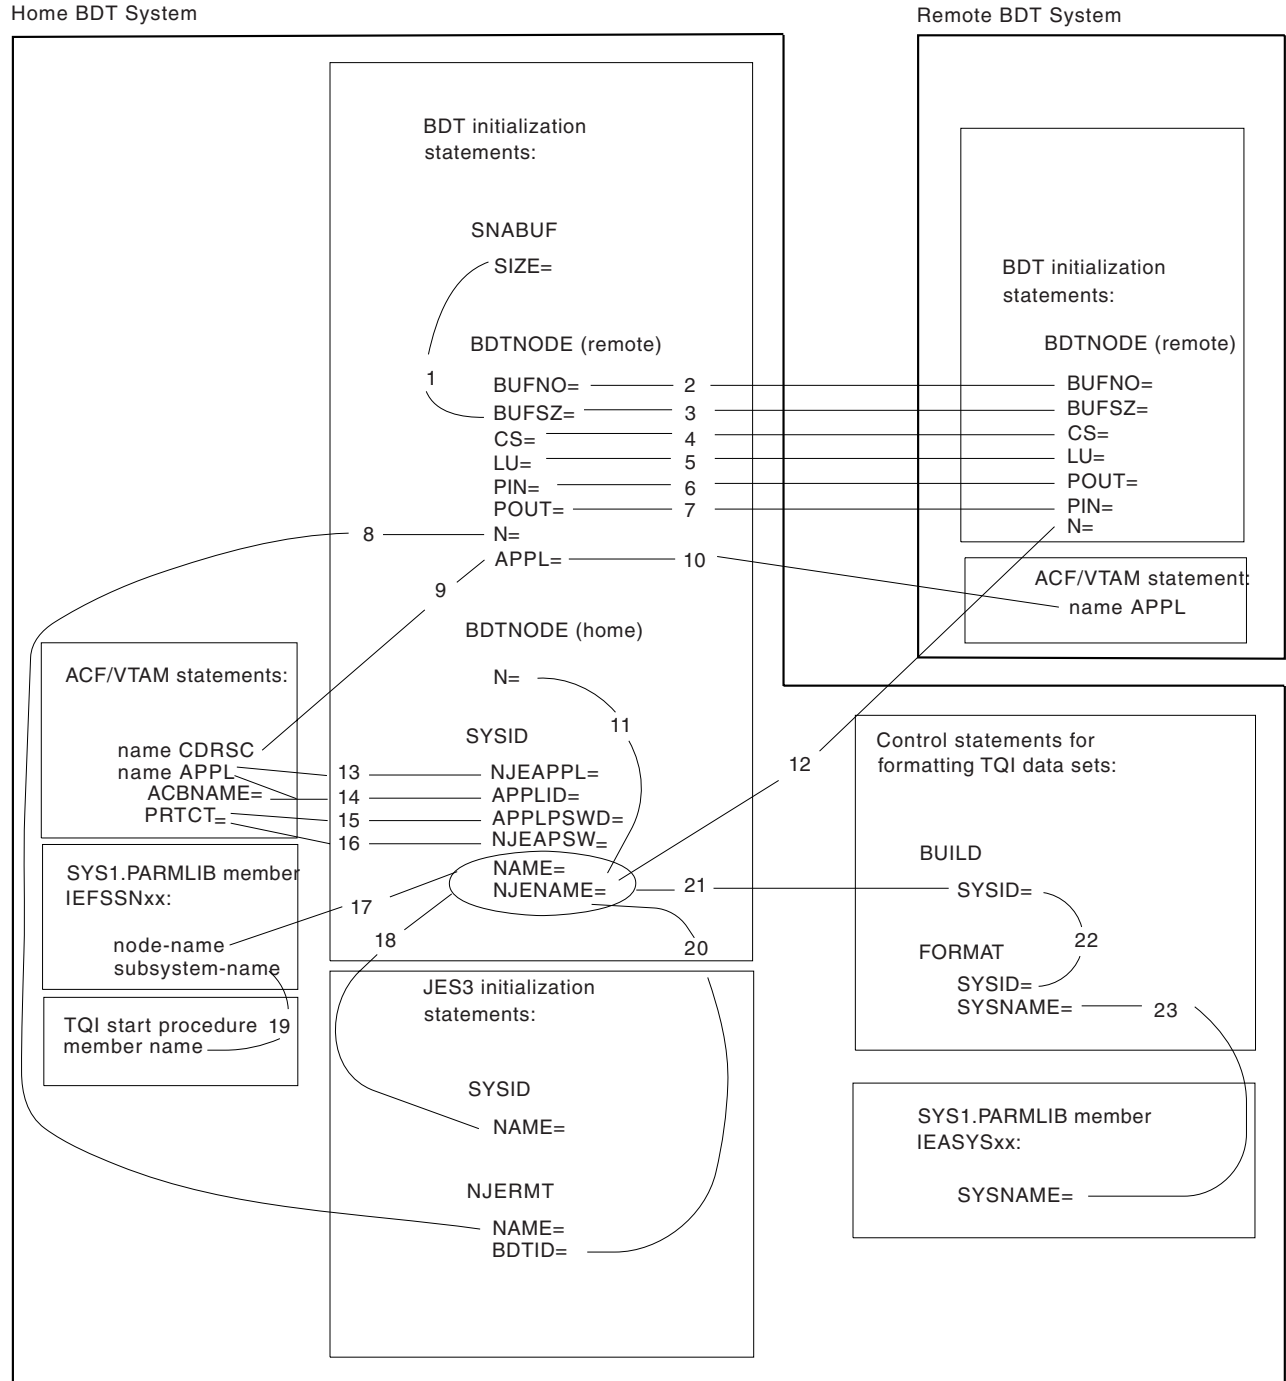 Home BDT System
Remote BDT System
BDT initialization
statements:
SNABUF
SIZE=
BDTNODE (remote)
1
BUFNO= 2
BUFSZ= 3
CS= 4
LU= 5
PIN= 6
POUT= 7
8 N=
APPL= 10
9
BDT initialization
statements:
BDTNODE (remote)
BUFNO=
BUFSZ=
CS=
LU=
POUT=
PIN=
N=
ACF/VTAM statement:
name APPL
BDTNODE (home)
N=
11
12
SYSID
NJEAPPL=
APPLID=
APPLPSWD=
NJEAPSW=
NAME=
NJENAME= 21
20
ACF/VTAM statements:
name CDRSC
name APPL 13
ACBNAME= 14
PRTCT= 15
16
SYS1.PARMLIB member
IEFSSNxx:
17
18
node-name
subsystem-name
TQI start procedure 19
member name
JES3 initialization
statements:
SYSID
NAME=
NJERMT
NAME=
BDTID=
Control statements for
formatting TQI data sets:
BUILD
SYSID=
22
FORMAT
SYSID=
SYSNAME= 23
SYS1.PARMLIB member
IEASYSxx:
SYSNAME=